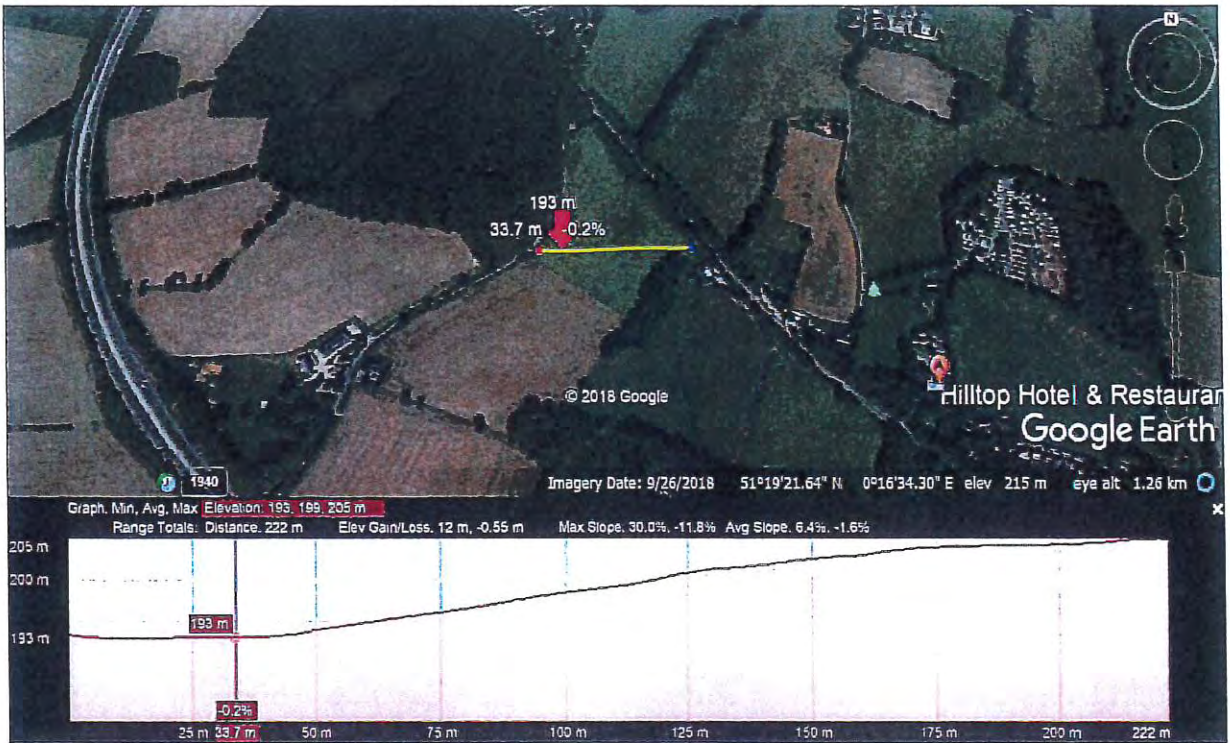 N
193 m
33.7 m -0.2%
© 2018 Google
Hilltop Hotel & Restauran
Google Earth
1940
Imagery Date: 9/26/2018 51°19'21.64" N 0°16'34.30" E elev 215 m eye alt 1.26 km
Graph. Min, Avg, Max Elevation: 193, 199, 205 m
Range Totals: Distance. 222 m Elev Gain/Loss. 12 m, -0.55 m Max Slope. 30.0%, -11.8% Avg Slope. 6.4%, -1.6%
205 m
200 m
193 m
193 m
-0.2%
25 m 33.7 m 50 m 75 m 100 m 125 m 150 m 175 m 200 m 222 m